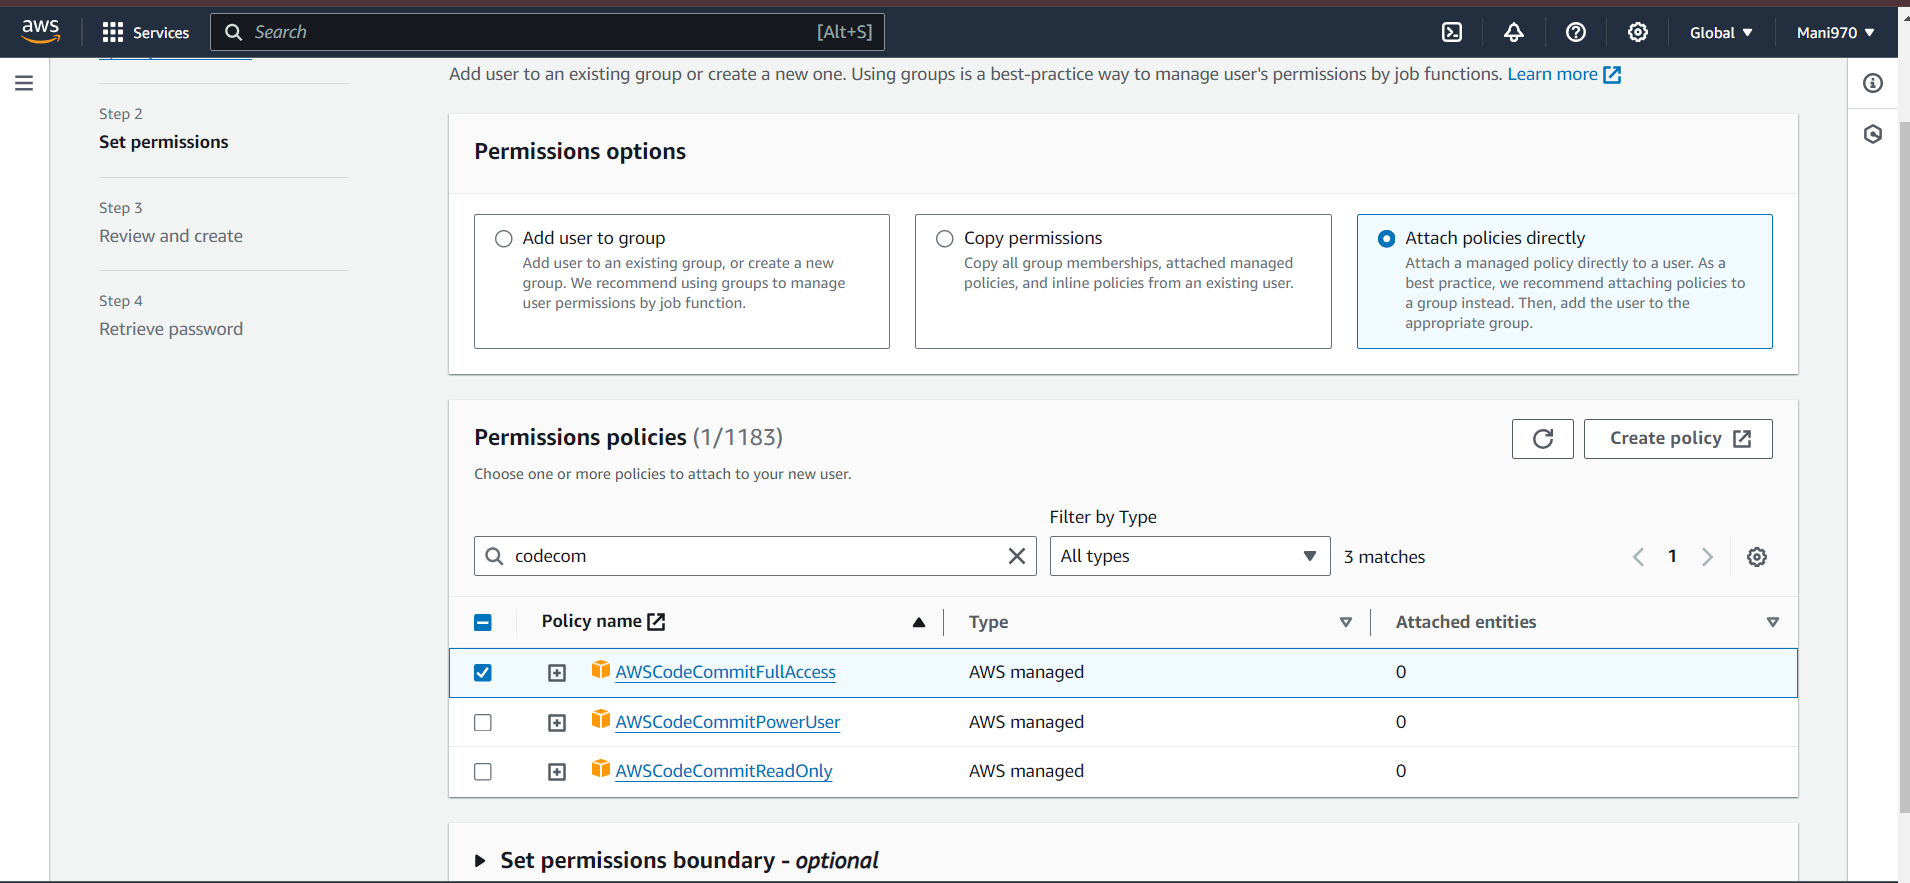 aws
Services
Search
[Alt+S]
Global
Mani970
Add user to an existing group or create a new one. Using groups is a best-practice way to manage user's permissions by job functions. Learn more
Step 2
Set permissions
Step 3
Review and create
Step 4
Retrieve password
Permissions options
Add user to group
Add user to an existing group, or create a new
group. We recommend using groups to manage
user permissions by job function.
Copy permissions
Copy all group memberships, attached managed
policies, and inline policies from an existing user.
Attach policies directly
Attach a managed policy directly to a user. As a
best practice, we recommend attaching policies to
a group instead. Then, add the user to the
appropriate group.
Permissions policies (1/1183)
Choose one or more policies to attach to your new user.
Create policy
Filter by Type
codecom
All types
3 matches
1
Policy name
Type
Attached entities
AWSCodeCommitFullAccess
AWS managed
0
AWSCodeCommitPowerUser
AWS managed
0
AWSCodeCommitReadOnly
AWS managed
0
Set permissions boundary - optional